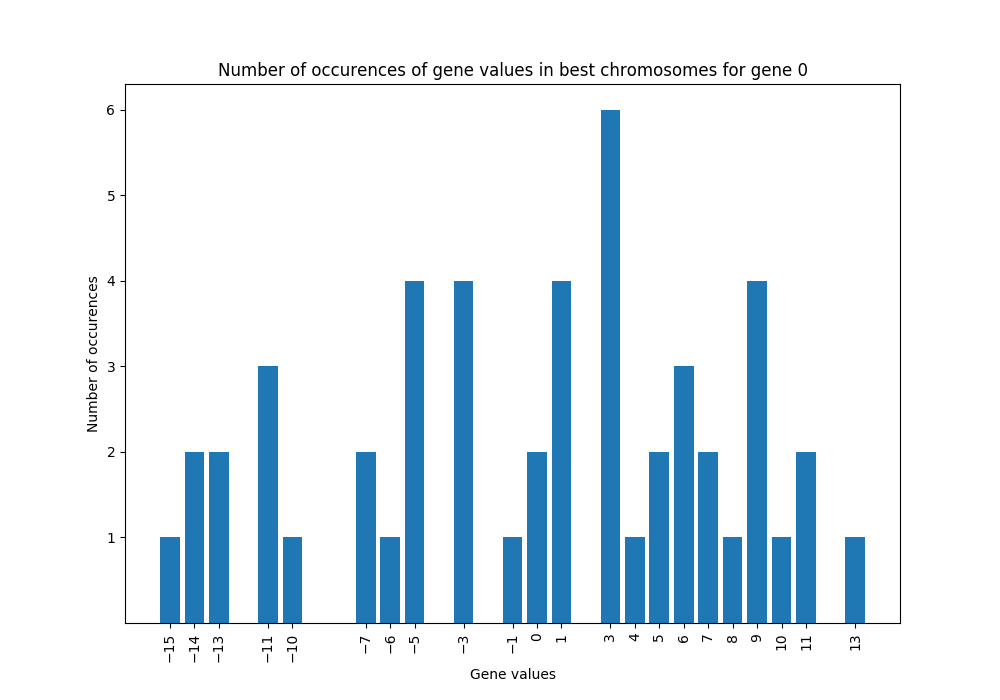 Number of occurences of gene values in best chromosomes for gene 0
6
5
4
3
2
1
Number of occurences
−15 −14 −13 −11 −10 −7 −6 −5 −3 −1 0 1 3 4 5 6 7 8 9 10 11 13
Gene values